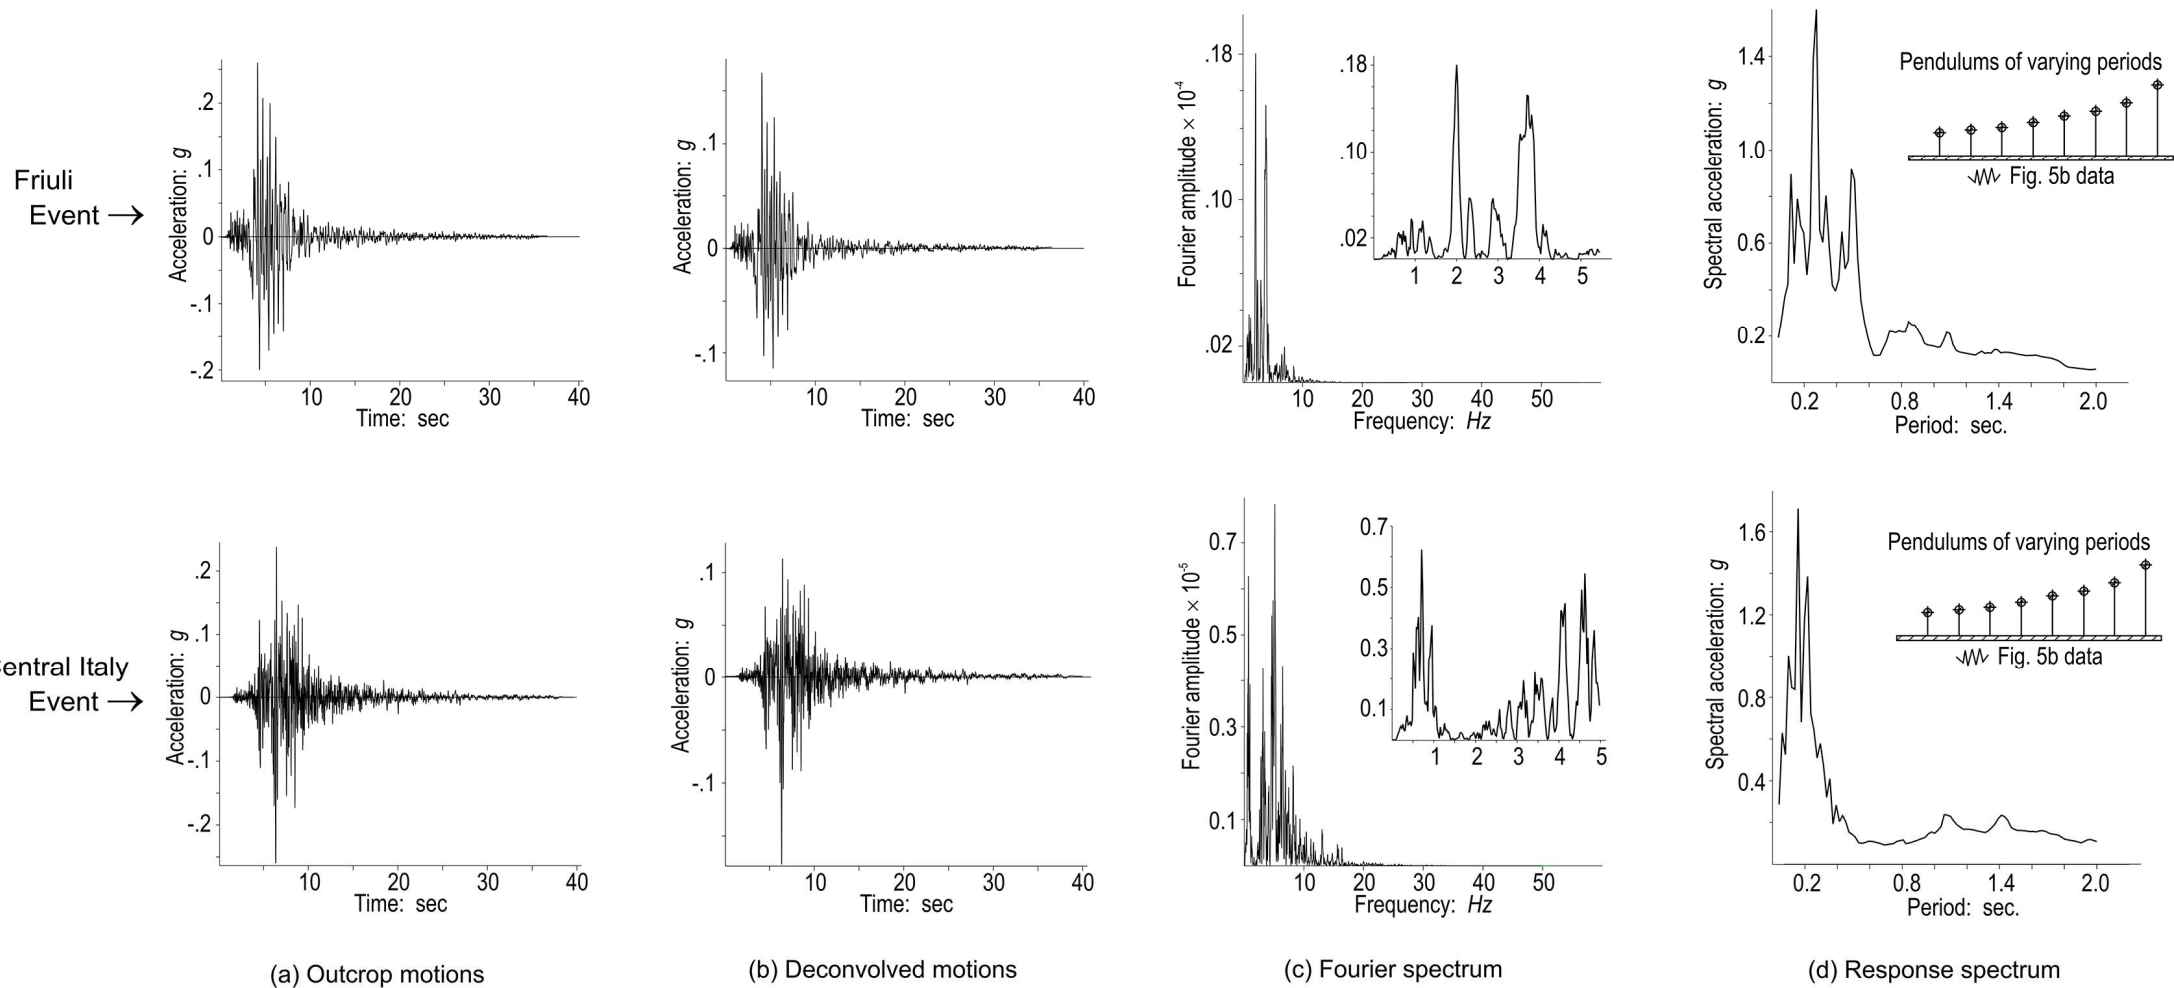 Friuli
Event →
Acceleration: g
.2
.1
0
-.1
-.2
10 20 30 40
Time: sec
Acceleration: g
.1
0
-.1
10 20 30 40
Time: sec
Fourier amplitude × 10-4
.18
.10
.02
10 20 30 40 50
Frequency: Hz
.18
.10
.02
1 2 3 4 5
Spectral acceleration: g
1.4
1.0
0.6
0.2
0.2 0.8 1.4 2.0
Period: sec.
Pendulums of varying periods
Fig. 5b data
entral Italy
Event →
Acceleration: g
.2
.1
0
-.1
-.2
10 20 30 40
Time: sec
Acceleration: g
.1
0
-.1
10 20 30 40
Time: sec
Fourier amplitude × 10-5
0.7
0.5
0.3
0.1
10 20 30 40 50
Frequency: Hz
0.7
0.5
0.3
0.1
1 2 3 4 5
Spectral acceleration: g
1.6
1.2
0.8
0.4
0.2 0.8 1.4 2.0
Period: sec.
Pendulums of varying periods
Fig. 5b data
(a) Outcrop motions
(b) Deconvolved motions
(c) Fourier spectrum
(d) Response spectrum